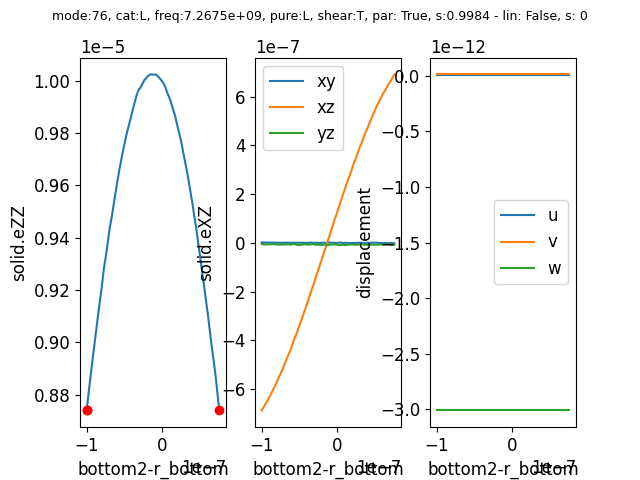 mode:76, cat:L, freq:7.2675e+09, pure:L, shear:T, par: True, s:0.9984 - lin: False, s: 0
1e−5
1.00
0.98
0.96
0.94
0.92
0.90
0.88
solid.eZZ
−1
0
bottom2-r_bottom
1e−7
1e−7
6
4
2
0
−2
−4
−6
solid.eXZ
xy
xz
yz
−1
0
bottom2-r_bottom
1e−7
1e−12
0.0
−0.5
−1.0
−1.5
−2.0
−2.5
−3.0
displacement
u
v
w
−1
0
bottom2-r_bottom
1e−7